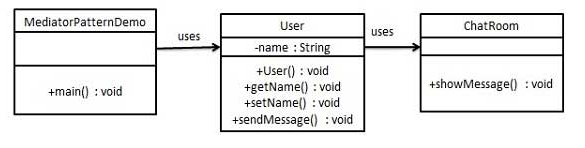 MediatorPatternDemo
+main() : void
uses
User
-name : String
+User() : void
+getName() : void
+setName() : void
+sendMessage() : void
uses
ChatRoom
+showMessage() : void